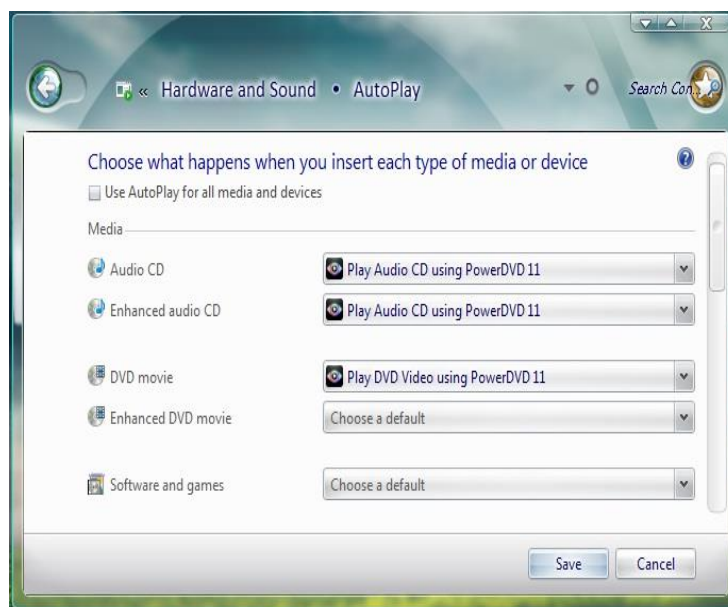 « Hardware and Sound • AutoPlay
Search Con...
Choose what happens when you insert each type of media or device
Use AutoPlay for all media and devices
Media
Audio CD
Play Audio CD using PowerDVD 11
Enhanced audio CD
Play Audio CD using PowerDVD 11
DVD movie
Play DVD Video using PowerDVD 11
Enhanced DVD movie
Choose a default
Software and games
Choose a default
Save
Cancel